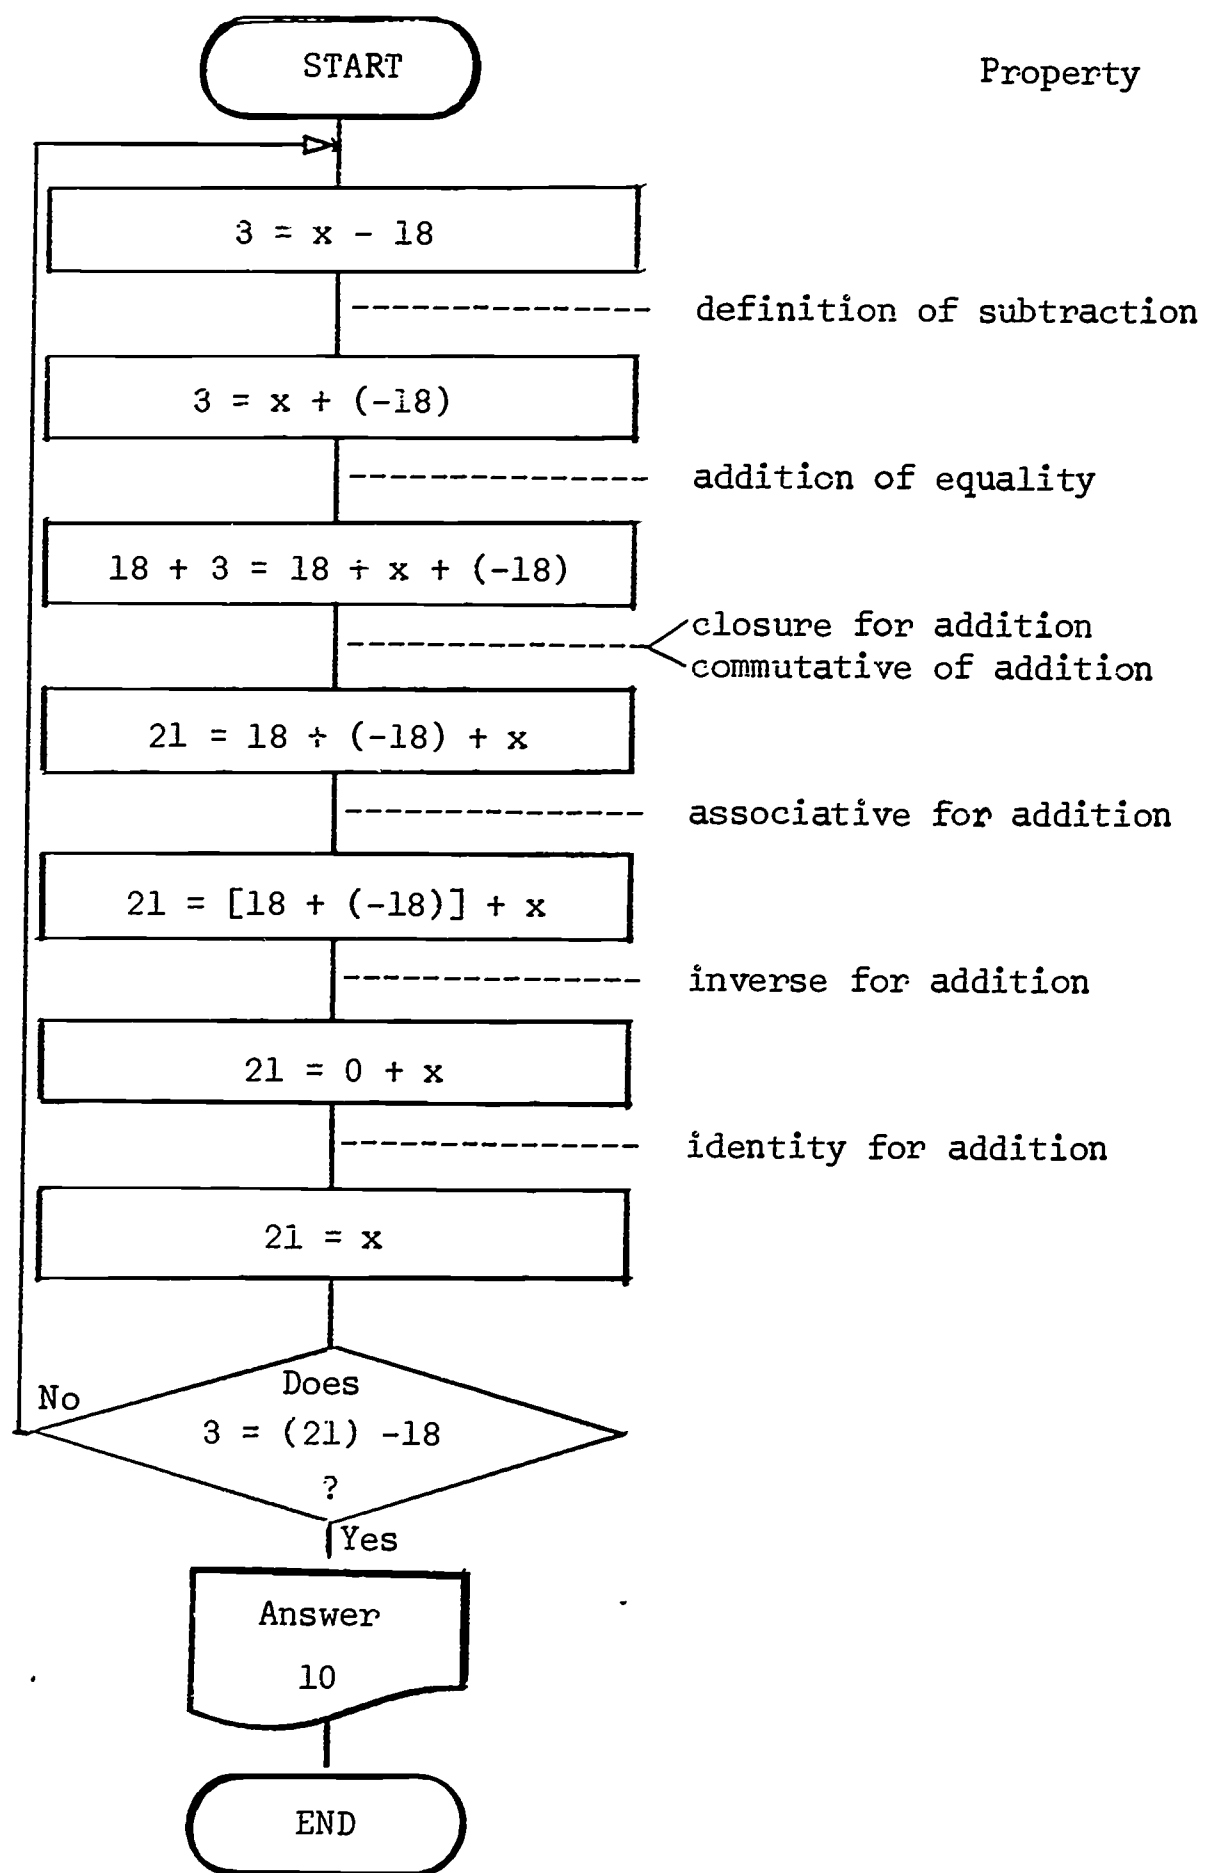 START
Property
3 = x - 18
definition of subtraction
3 = x + (-18)
addition of equality
18 + 3 = 18 + x + (-18)
closure for addition
commutative of addition
21 = 18 + (-18) + x
associative for addition
21 = [18 + (-18)] + x
inverse for addition
21 = 0 + x
identity for addition
21 = x
No
Does
3 = (21) -18
?
Yes
Answer
10
END